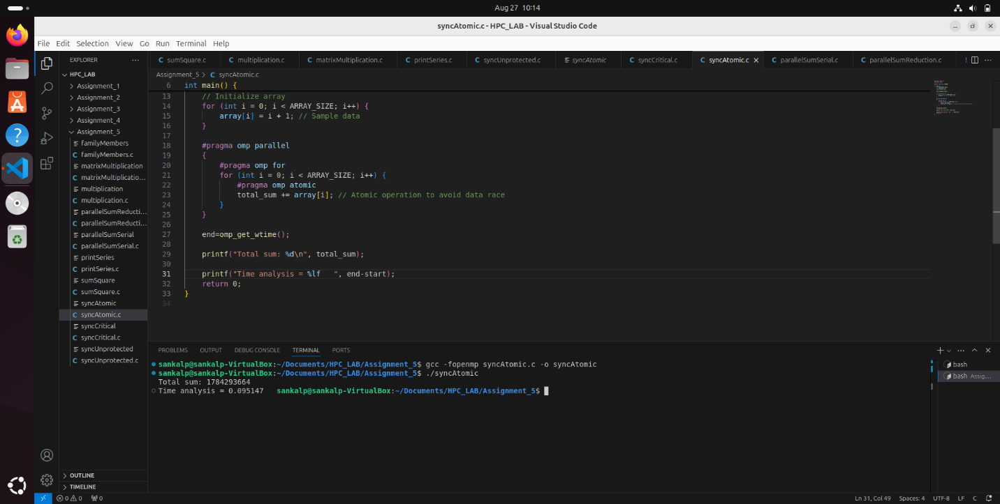 Aug 27 10:14
syncAtomic.c - HPC_LAB - Visual Studio Code
File Edit Selection View Go Run Terminal Help
EXPLORER
HPC_LAB
Assignment_1
Assignment_2
Assignment_3
Assignment_4
Assignment_5
familyMembers
C familyMembers.c
matrixMultiplication
C matrixMultiplicatio...
multiplication
C multiplication.c
parallelSumReducti...
C parallelSumReducti...
parallelSumSerial
C parallelSumSerial.c
printSeries
C printSeries.c
sumSquare
C sumSquare.c
syncAtomic
C syncAtomic.c
syncCritical
C syncCritical.c
syncUnprotected
C syncUnprotected.c
OUTLINE
TIMELINE
C sumSquare.c C multiplication.c C matrixMultiplication.c C printSeries.c C syncUnprotected.c syncAtomic C syncCritical.c C syncAtomic.c C parallelSumSerial.c C parallelSumReduction.c
Assignment_5 > C syncAtomic.c
6 int main() {
13 // Initialize array
14 for (int i = 0; i < ARRAY_SIZE; i++) {
15 array[i] = i + 1; // Sample data
16 }
17
18 #pragma omp parallel
19 {
20 #pragma omp for
21 for (int i = 0; i < ARRAY_SIZE; i++) {
22 #pragma omp atomic
23 total_sum += array[i]; // Atomic operation to avoid data race
24 }
25 }
26
27 end=omp_get_wtime();
28
29 printf("Total sum: %d\n", total_sum);
30
31 printf("Time analysis = %lf   ", end-start);
32 return 0;
33 }
34
PROBLEMS OUTPUT DEBUG CONSOLE TERMINAL PORTS
sankalp@sankalp-VirtualBox:~/Documents/HPC_LAB/Assignment_5$ gcc -fopenmp syncAtomic.c -o syncAtomic
sankalp@sankalp-VirtualBox:~/Documents/HPC_LAB/Assignment_5$ ./syncAtomic
Total sum: 1784293664
Time analysis = 0.095147   sankalp@sankalp-VirtualBox:~/Documents/HPC_LAB/Assignment_5$
bash
bash Assig...
0 0 0
Ln 31, Col 49 Spaces: 4 UTF-8 LF C